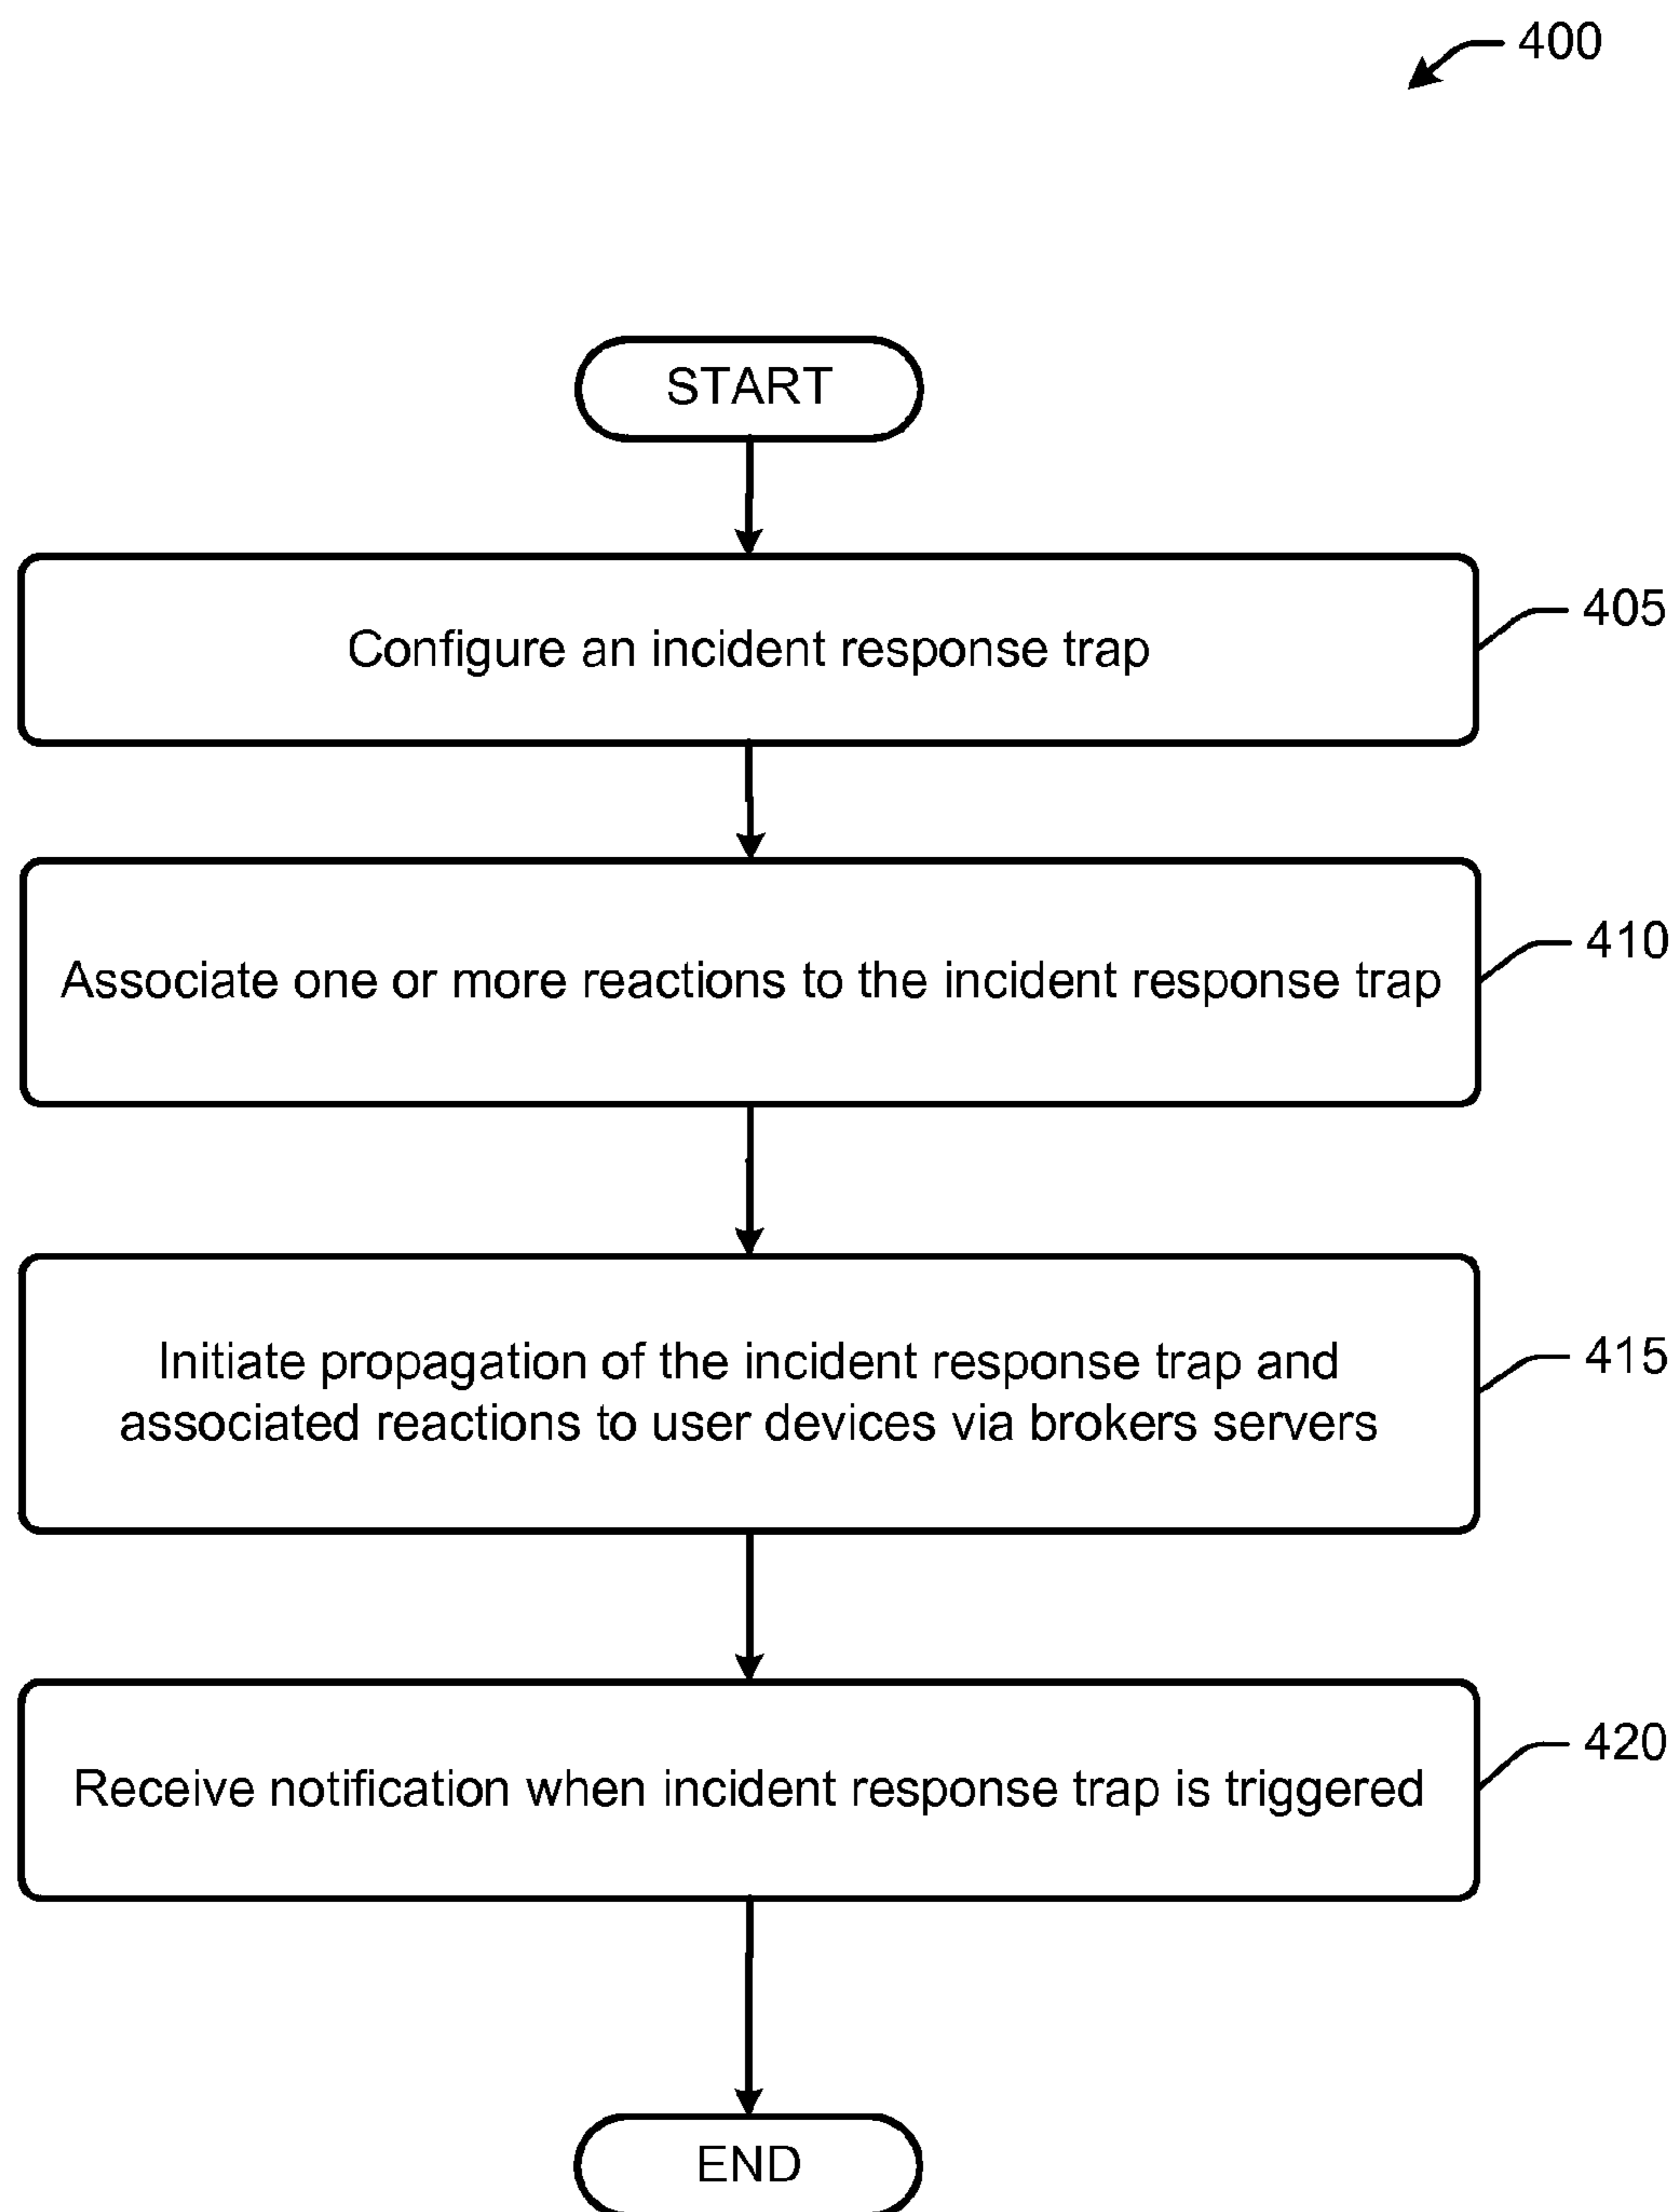 400
START
Configure an incident response trap
405
Associate one or more reactions to the incident response trap
410
Initiate propagation of the incident response trap and
associated reactions to user devices via brokers servers
415
Receive notification when incident response trap is triggered
420
END